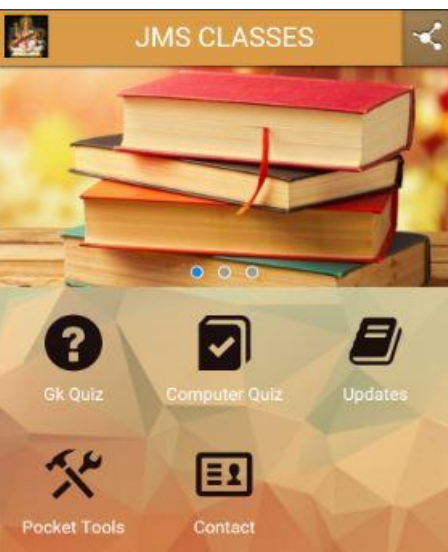 JMS CLASSES
Gk Quiz
Computer Quiz
Updates
Pocket Tools
Contact